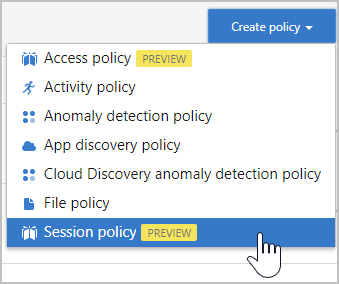 Create policy
Access policy PREVIEW
Activity policy
Anomaly detection policy
App discovery policy
Cloud Discovery anomaly detection policy
File policy
Session policy PREVIEW